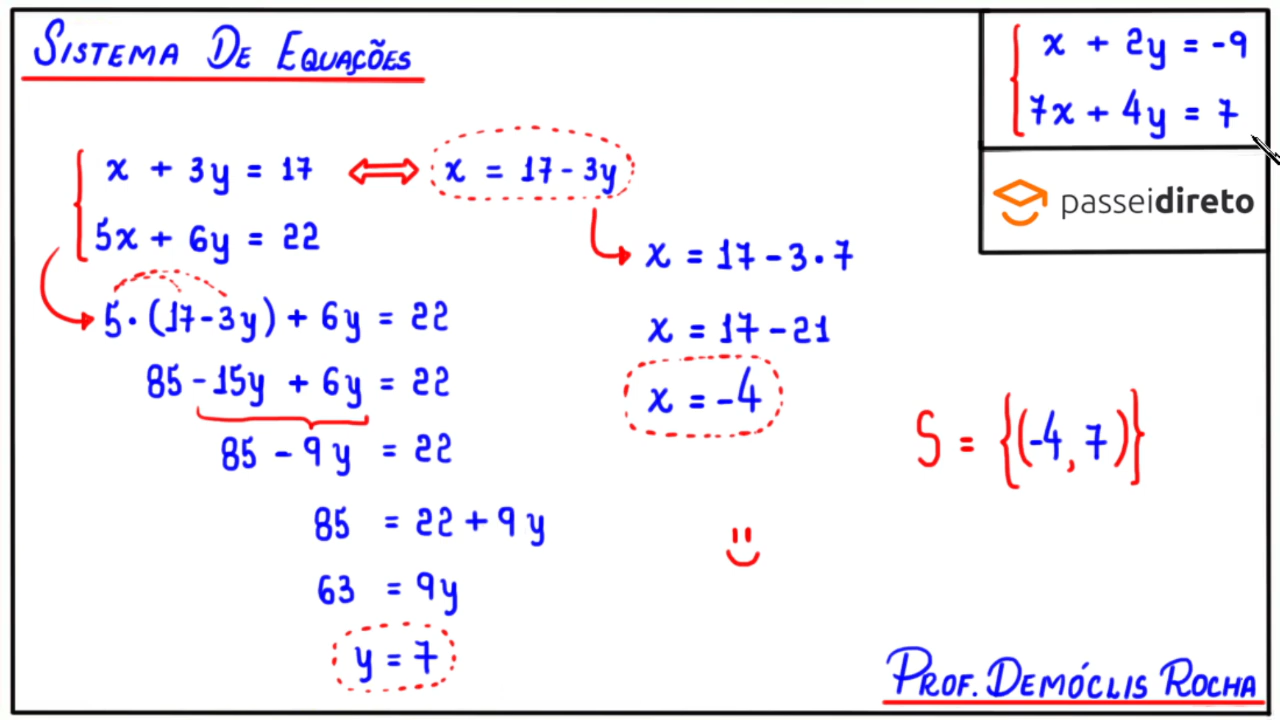 SISTEMA DE EQUAÇÕES
x + 3y = 17 ⟺ x = 17 - 3y
5x + 6y = 22
5·(17-3y) + 6y = 22
85 - 15y + 6y = 22
85 - 9y = 22
85 = 22 + 9y
63 = 9y
y = 7
x = 17 - 3·7
x = 17 - 21
x = -4
S = {(-4, 7)}
x + 2y = -9
7x + 4y = 7
passeidireto
PROF. DEMÓCLIS ROCHA